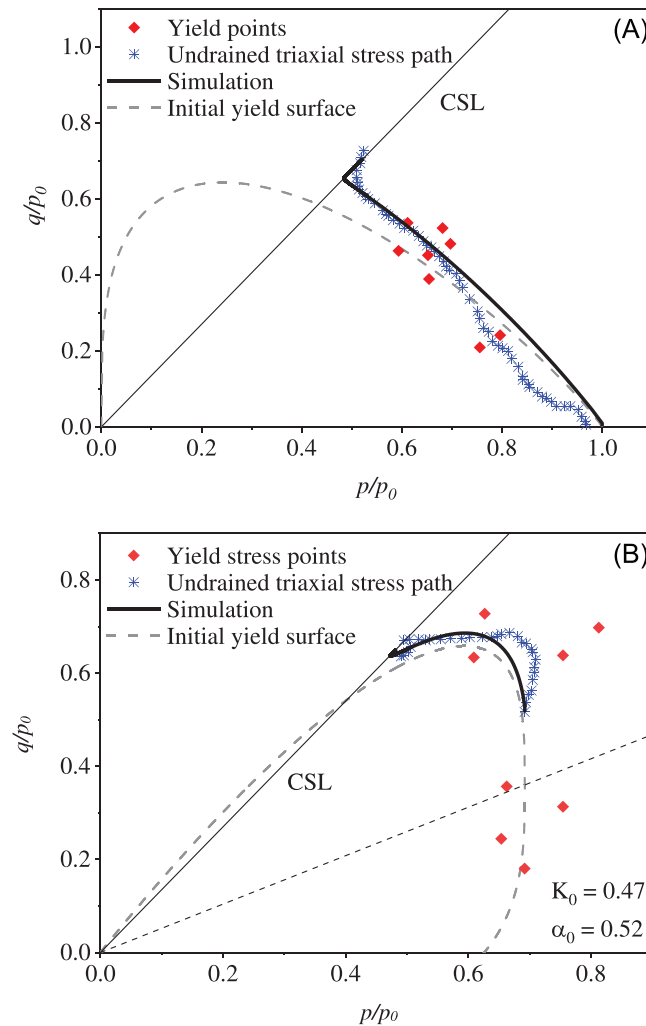 (A)
Yield points
Undrained triaxial stress path
Simulation
Initial yield surface
CSL
1.0
0.8
0.6
0.4
0.2
0.0
q/p0
0.0 0.2 0.4 0.6 0.8 1.0
p/p0
(B)
Yield stress points
Undrained triaxial stress path
Simulation
Initial yield surface
CSL
0.8
0.6
0.4
0.2
0.0
q/p0
K0 = 0.47
α0 = 0.52
0.0 0.2 0.4 0.6 0.8
p/p0